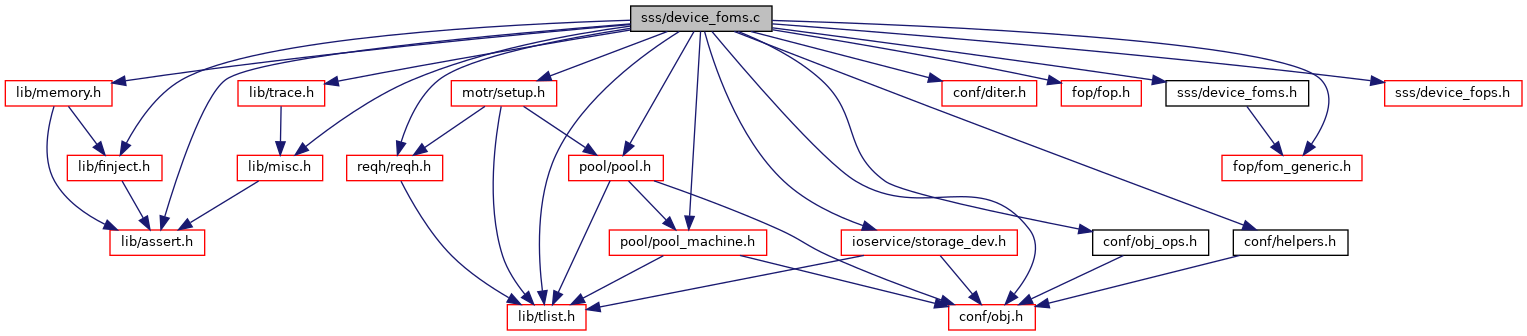 sss/device_foms.c
lib/memory.h
lib/trace.h
motr/setup.h
conf/diter.h
fop/fop.h
sss/device_foms.h
sss/device_fops.h
lib/finject.h
lib/misc.h
reqh/reqh.h
pool/pool.h
fop/fom_generic.h
lib/assert.h
pool/pool_machine.h
ioservice/storage_dev.h
conf/obj_ops.h
conf/helpers.h
lib/tlist.h
conf/obj.h